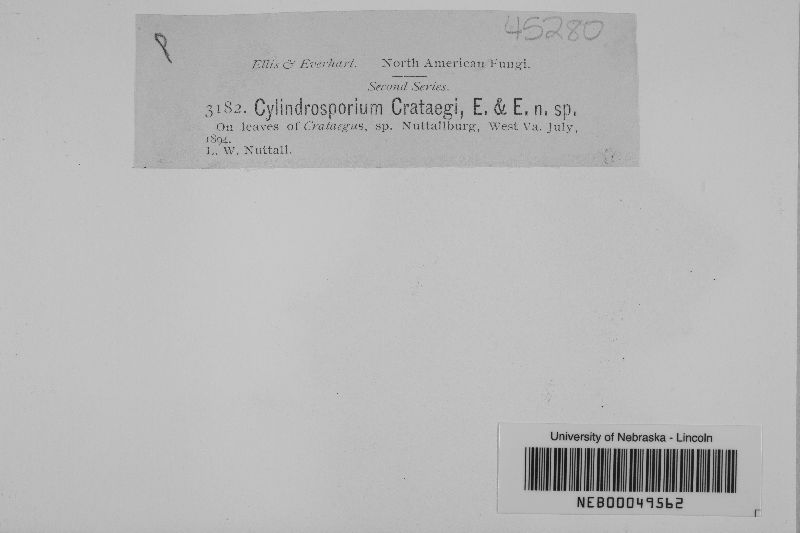 45280
P
Ellis & Everhart. North American Fungi.
Second Series.
3182. Cylindrosporium Crataegi, E. & E. n. sp.
On leaves of Crataegus, sp. Nuttallburg, West Va. July,
1894.
L. W. Nuttall.
University of Nebraska - Lincoln
NEB00049562